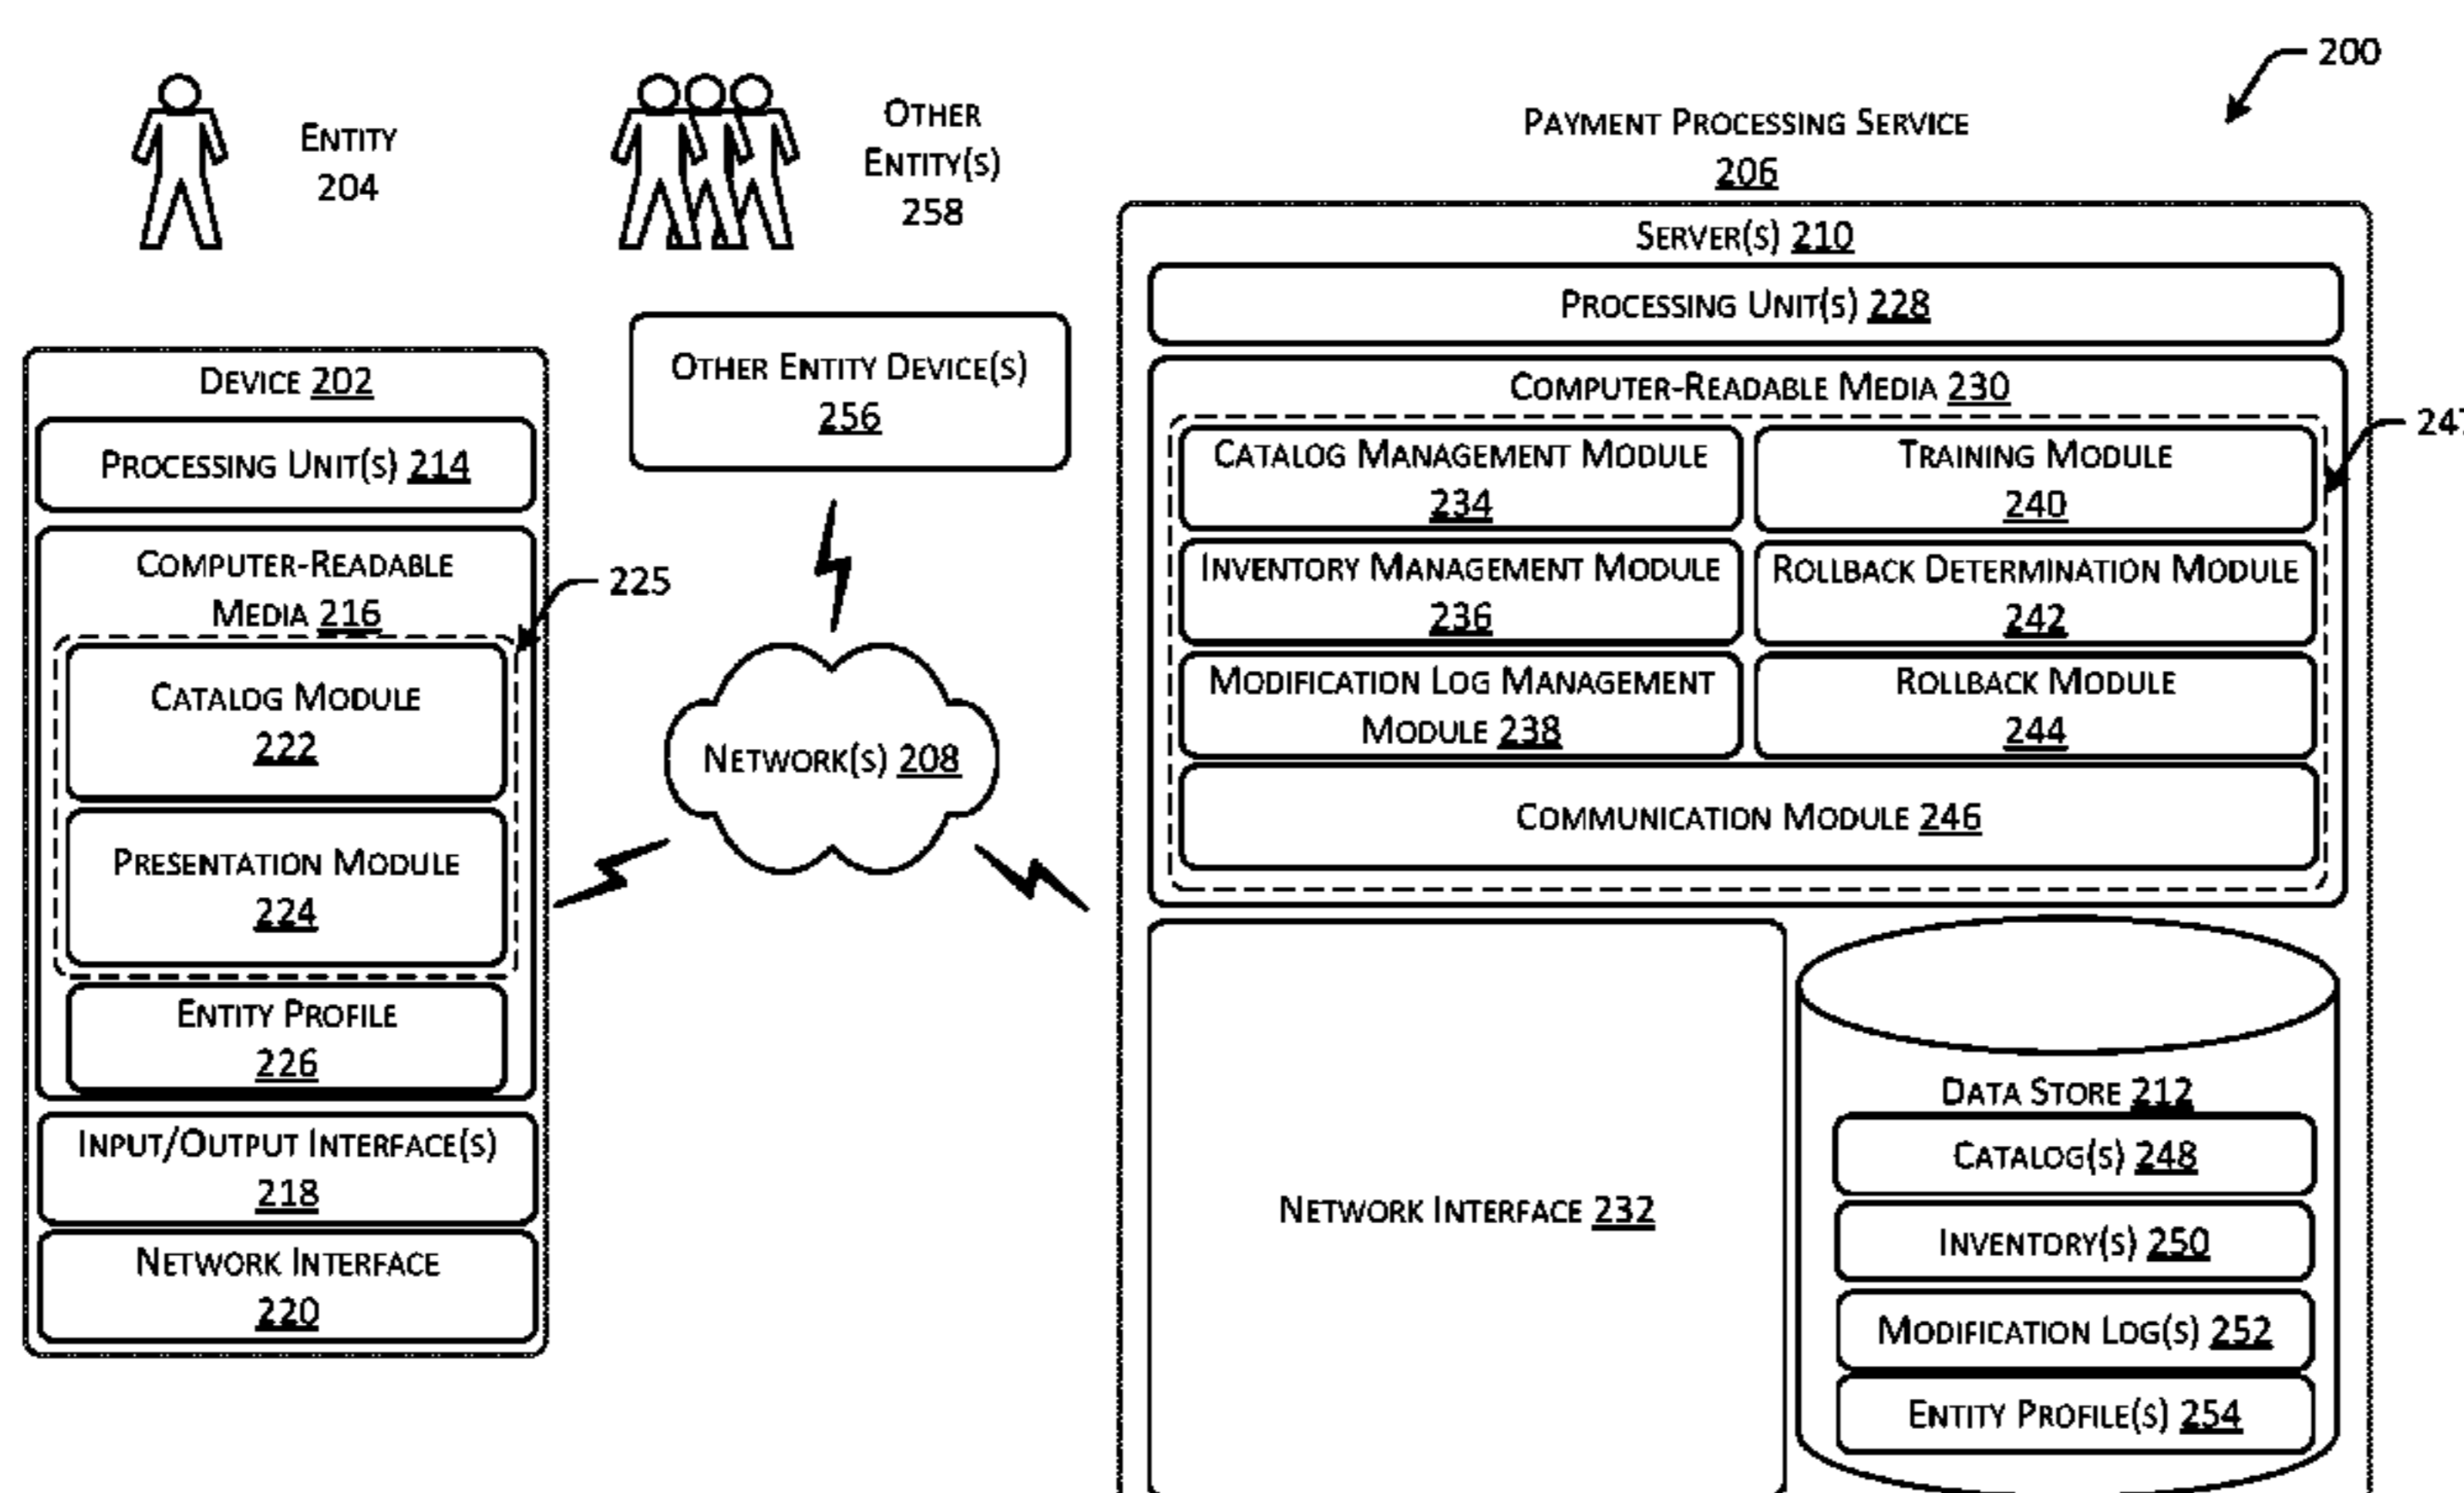 200
ENTITY
204
OTHER
ENTITY(S)
258
PAYMENT PROCESSING SERVICE
206
DEVICE 202
PROCESSING UNIT(S) 214
COMPUTER-READABLE
MEDIA 216
225
CATALOG MODULE
222
PRESENTATION MODULE
224
ENTITY PROFILE
226
INPUT/OUTPUT INTERFACE(S)
218
NETWORK INTERFACE
220
OTHER ENTITY DEVICE(S)
256
NETWORK(S) 208
SERVER(S) 210
PROCESSING UNIT(S) 228
COMPUTER-READABLE MEDIA 230
247
CATALOG MANAGEMENT MODULE
234
TRAINING MODULE
240
INVENTORY MANAGEMENT MODULE
236
ROLLBACK DETERMINATION MODULE
242
MODIFICATION LOG MANAGEMENT
MODULE 238
ROLLBACK MODULE
244
COMMUNICATION MODULE 246
NETWORK INTERFACE 232
DATA STORE 212
CATALOG(S) 248
INVENTORY(S) 250
MODIFICATION LOG(S) 252
ENTITY PROFILE(S) 254